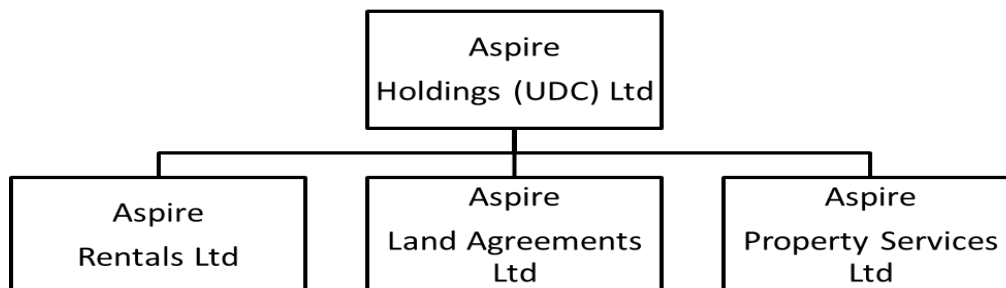 Aspire
Holdings (UDC) Ltd
Aspire
Rentals Ltd
Aspire
Land Agreements
Ltd
Aspire
Property Services
Ltd